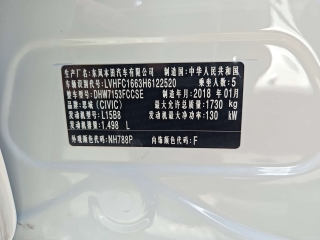 生产厂名：东风本田汽车有限公司 国籍：中华人民共和国
车辆识别代号：LVHFC1663H6122520 乘坐人数：5
整车型号：DHW7153FCCSE 制造年月：2018 年 01月
品牌：思域（CIVIC） 最大允许总质量：1730 kg
发动机型号：L15B8 发动机最大净功率：130 kW
发动机排量：1.498 L
外观颜色代码：NH788P 内饰颜色代码：F